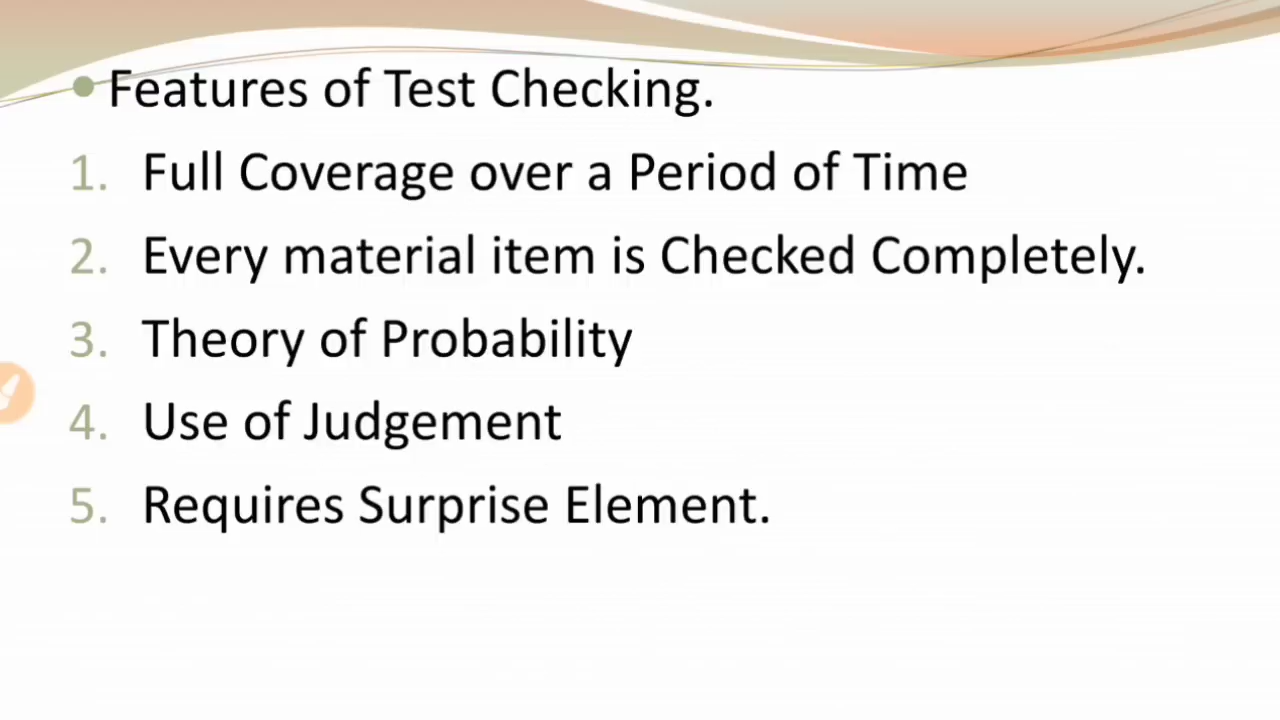 • Features of Test Checking.
1. Full Coverage over a Period of Time
2. Every material item is Checked Completely.
3. Theory of Probability
4. Use of Judgement
5. Requires Surprise Element.